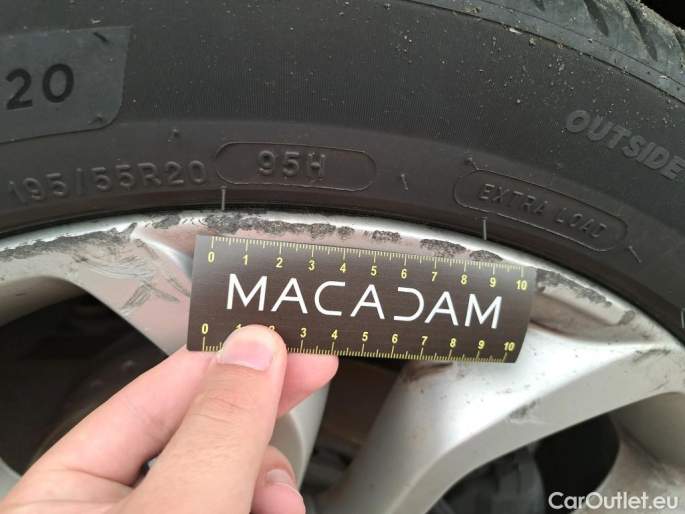 20
195/55R20
95H
EXTRA LOAD
OUTSIDE
0 1 2 3 4 5 6 7 8 9 10
MACADAM
0 1 2 3 4 5 6 7 8 9 10
CarOutlet.eu